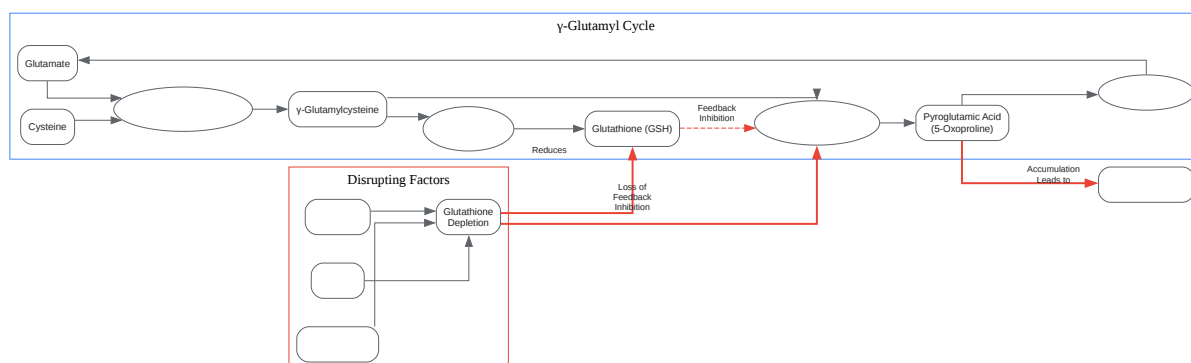 γ-Glutamyl Cycle
Glutamate
Cysteine
γ-Glutamylcysteine
Reduces
Glutathione (GSH)
Feedback
Inhibition
Pyroglutamic Acid
(5-Oxoproline)
Accumulation
Leads to
Disrupting Factors
Glutathione
Depletion
Loss of
Feedback
Inhibition